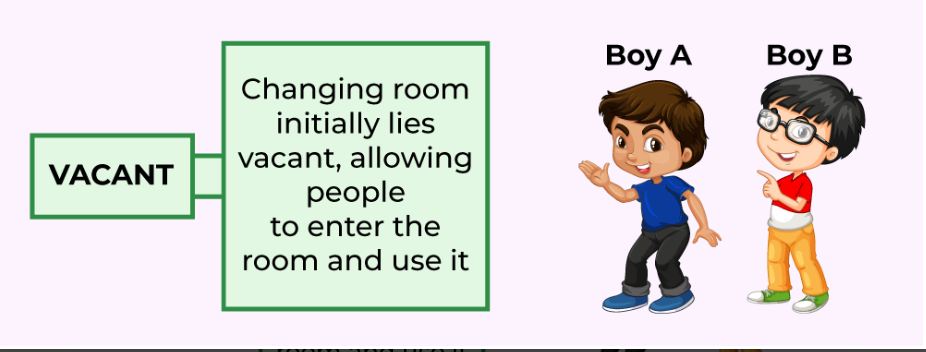 Boy A
Boy B
VACANT
Changing room
initially lies
vacant, allowing
people
to enter the
room and use it